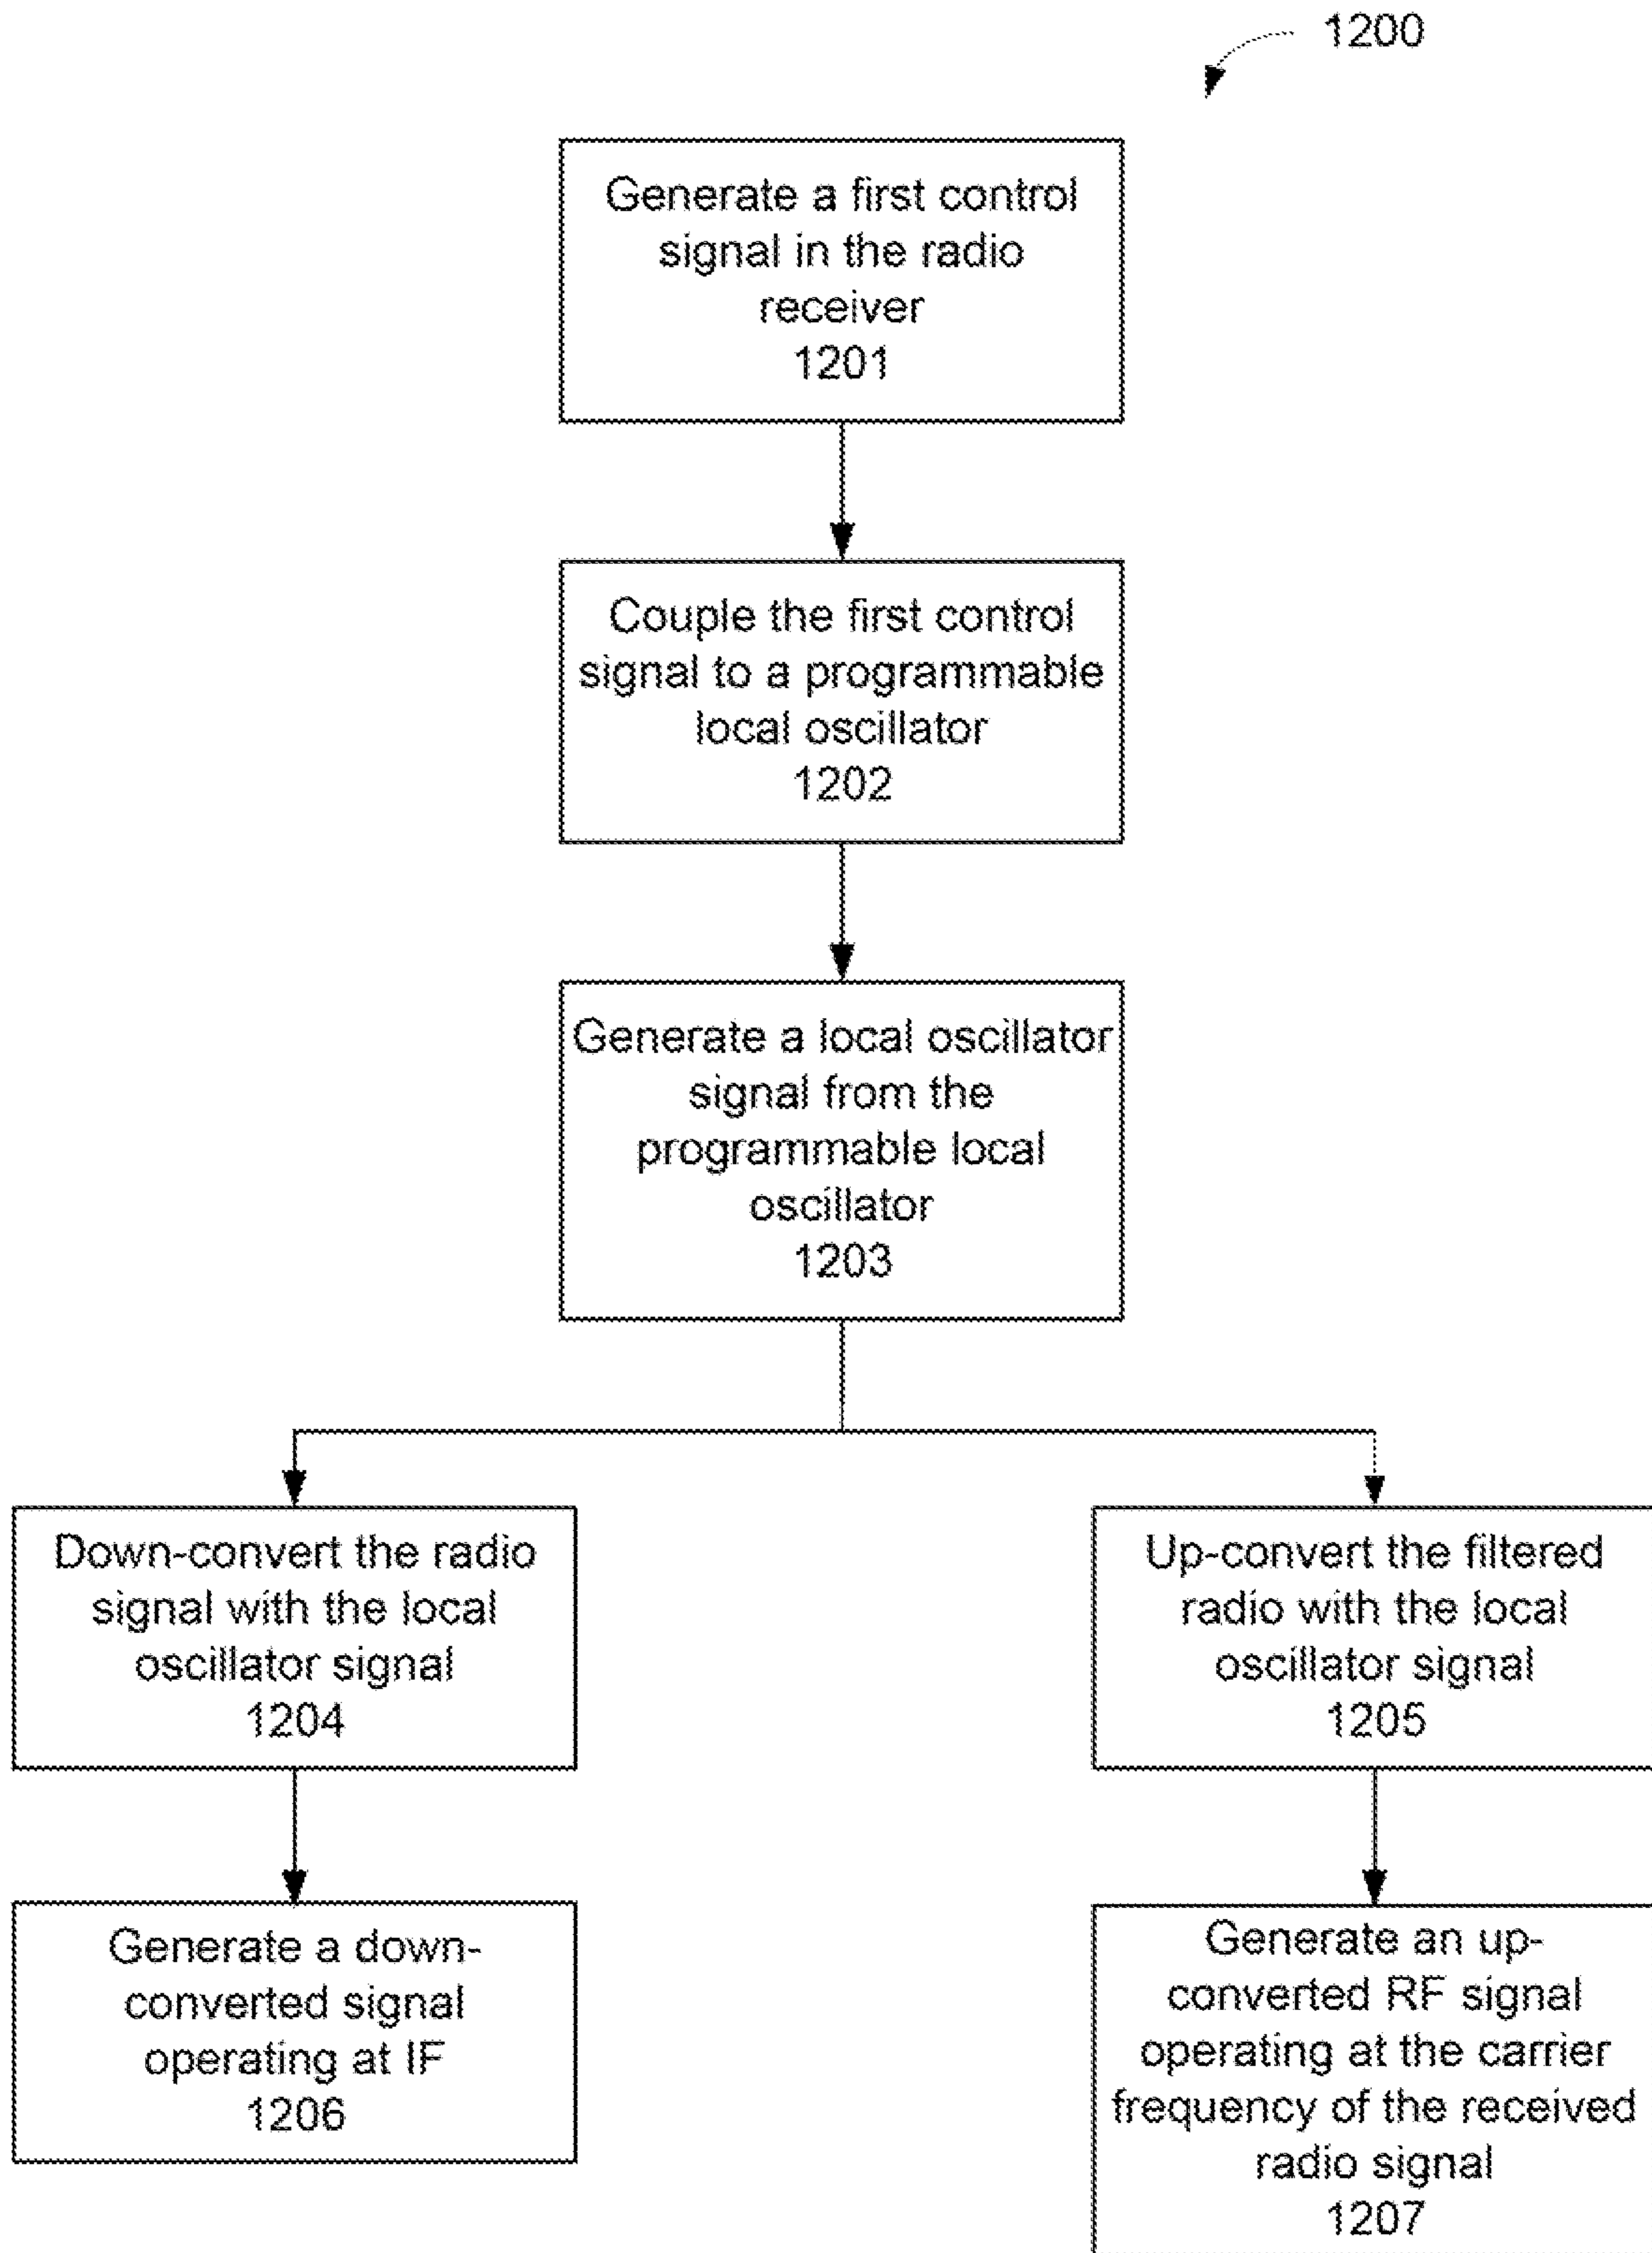 1200
Generate a first control
signal in the radio
receiver
1201
Couple the first control
signal to a programmable
local oscillator
1202
Generate a local oscillator
signal from the
programmable local
oscillator
1203
Down-convert the radio
signal with the local
oscillator signal
1204
Up-convert the filtered
radio with the local
oscillator signal
1205
Generate a down-
converted signal
operating at IF
1206
Generate an up-
converted RF signal
operating at the carrier
frequency of the received
radio signal
1207